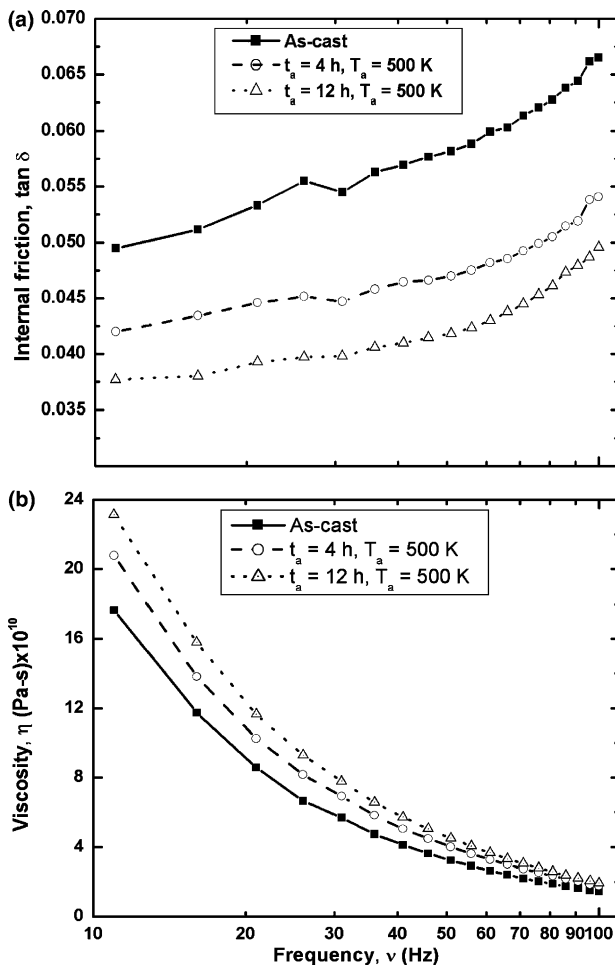 (a)
0.070
0.065
0.060
0.055
0.050
0.045
0.040
0.035
Internal friction, tan δ
As-cast
tₐ = 4 h, Tₐ = 500 K
tₐ = 12 h, Tₐ = 500 K
(b)
24
20
16
12
8
4
0
Viscosity, η (Pa-s)x10¹⁰
As-cast
tₐ = 4 h, Tₐ = 500 K
tₐ = 12 h, Tₐ = 500 K
10 20 30 40 50 60 70 80 90 100
Frequency, ν (Hz)